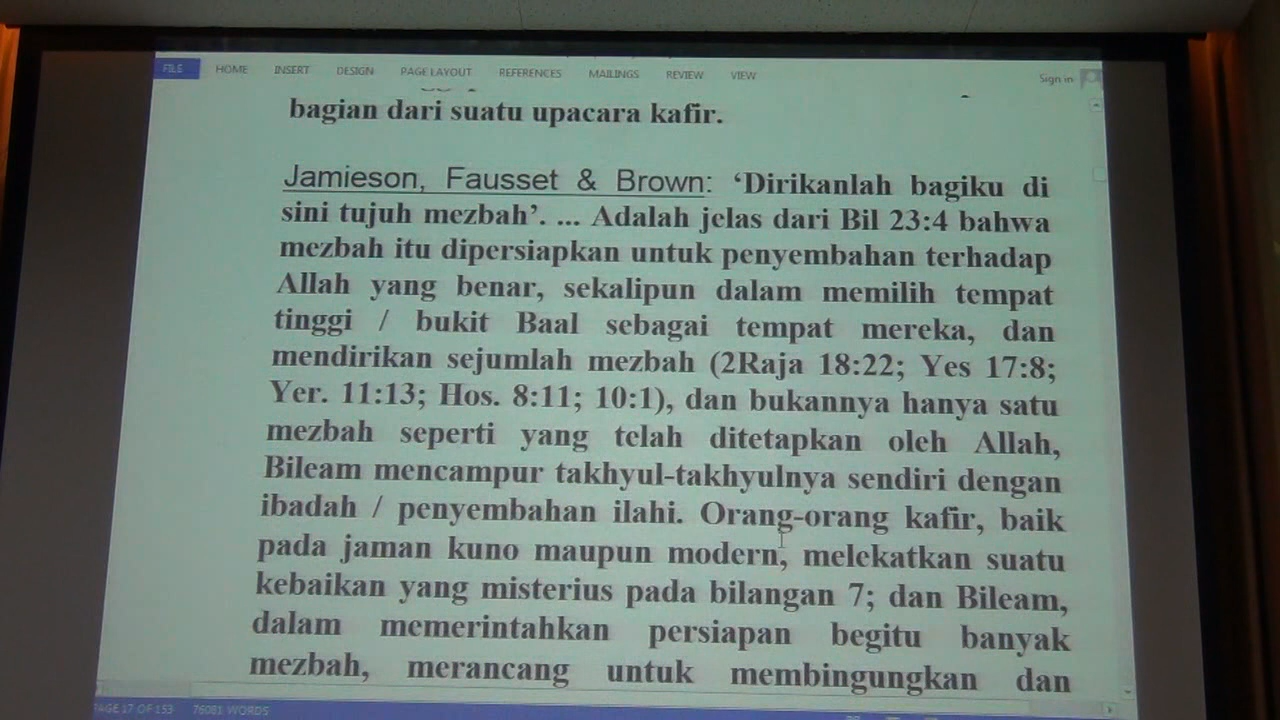 FILE HOME INSERT DESIGN PAGE LAYOUT REFERENCES MAILINGS REVIEW VIEW Sign in
bagian dari suatu upacara kafir.
Jamieson, Fausset & Brown: ‘Dirikanlah bagiku di
sini tujuh mezbah’. ... Adalah jelas dari Bil 23:4 bahwa
mezbah itu dipersiapkan untuk penyembahan terhadap
Allah yang benar, sekalipun dalam memilih tempat
tinggi / bukit Baal sebagai tempat mereka, dan
mendirikan sejumlah mezbah (2Raja 18:22; Yes 17:8;
Yer. 11:13; Hos. 8:11; 10:1), dan bukannya hanya satu
mezbah seperti yang telah ditetapkan oleh Allah,
Bileam mencampur takhyul-takhyulnya sendiri dengan
ibadah / penyembahan ilahi. Orang-orang kafir, baik
pada jaman kuno maupun modern, melekatkan suatu
kebaikan yang misterius pada bilangan 7; dan Bileam,
dalam memerintahkan persiapan begitu banyak
mezbah, merancang untuk membingungkan dan
PAGE 17 OF 153 76081 WORDS